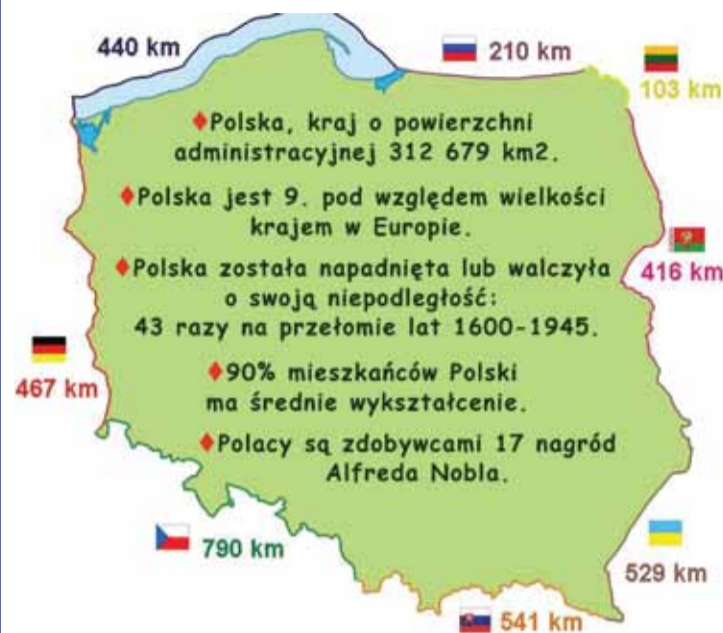 440 km
210 km
103 km
♦Polska, kraj o powierzchni
administracyjnej 312 679 km2.
♦Polska jest 9. pod względem wielkości
krajem w Europie.
♦Polska została napadnięta lub walczyła
o swoją niepodległość:
43 razy na przełomie lat 1600-1945.
416 km
467 km
♦90% mieszkańców Polski
ma średnie wykształcenie.
♦Polacy są zdobywcami 17 nagród
Alfreda Nobla.
790 km
529 km
541 km